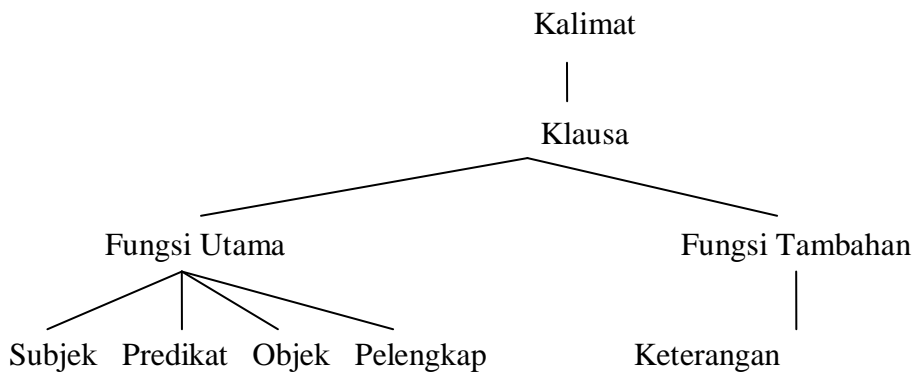 Kalimat
Klausa
Fungsi Utama Fungsi Tambahan
Subjek Predikat Objek Pelengkap Keterangan